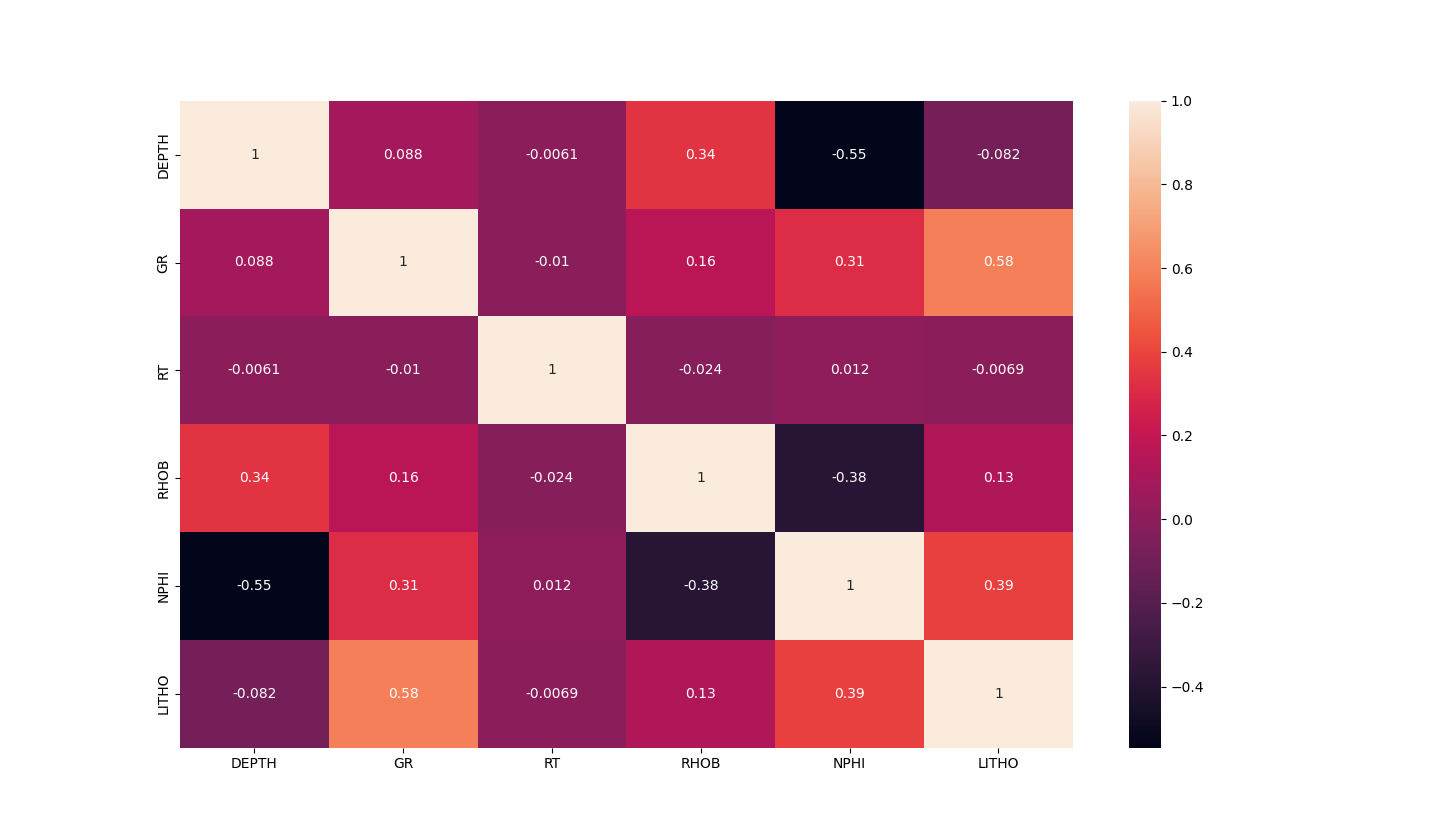 DEPTH 1 0.088 -0.0061 0.34 -0.55 -0.082
GR 0.088 1 -0.01 0.16 0.31 0.58
RT -0.0061 -0.01 1 -0.024 0.012 -0.0069
RHOB 0.34 0.16 -0.024 1 -0.38 0.13
NPHI -0.55 0.31 0.012 -0.38 1 0.39
LITHO -0.082 0.58 -0.0069 0.13 0.39 1
DEPTH GR RT RHOB NPHI LITHO
1.0
0.8
0.6
0.4
0.2
0.0
−0.2
−0.4